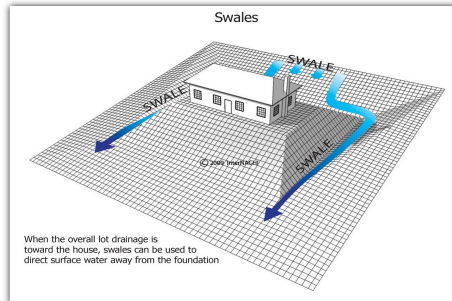 Swales
SWALE
SWALE
SWALE
© 2009 InterNACHI
When the overall lot drainage is
toward the house, swales can be used to
direct surface water away from the foundation